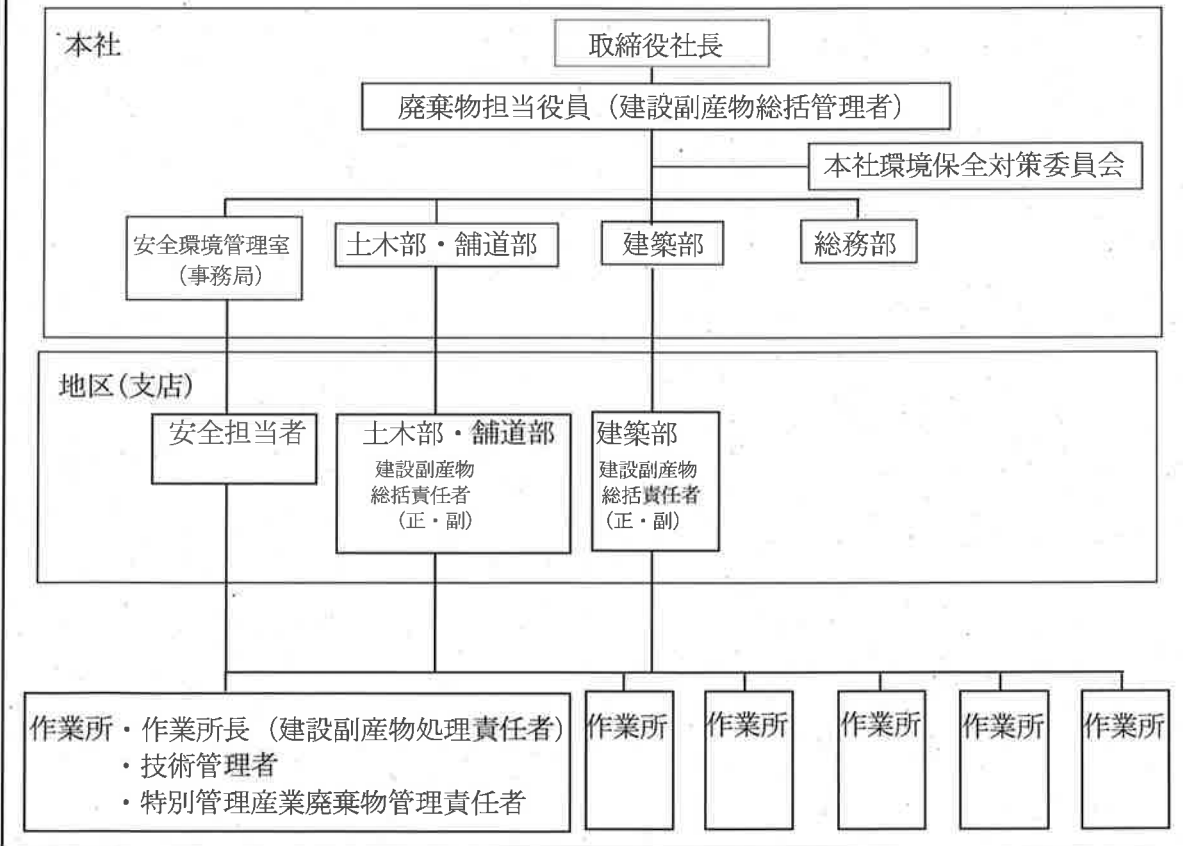 本社
取締役社長
廃棄物担当役員（建設副産物総括管理者）
本社環境保全対策委員会
安全環境管理室
（事務局）
土木部・舗道部
建築部
総務部
地区（支店）
安全担当者
土木部・舗道部
建設副産物
総括責任者
（正・副）
建築部
建設副産物
総括責任者
（正・副）
作業所・作業所長（建設副産物処理責任者）
・技術管理者
・特別管理産業廃棄物管理責任者
作業所
作業所
作業所
作業所
作業所